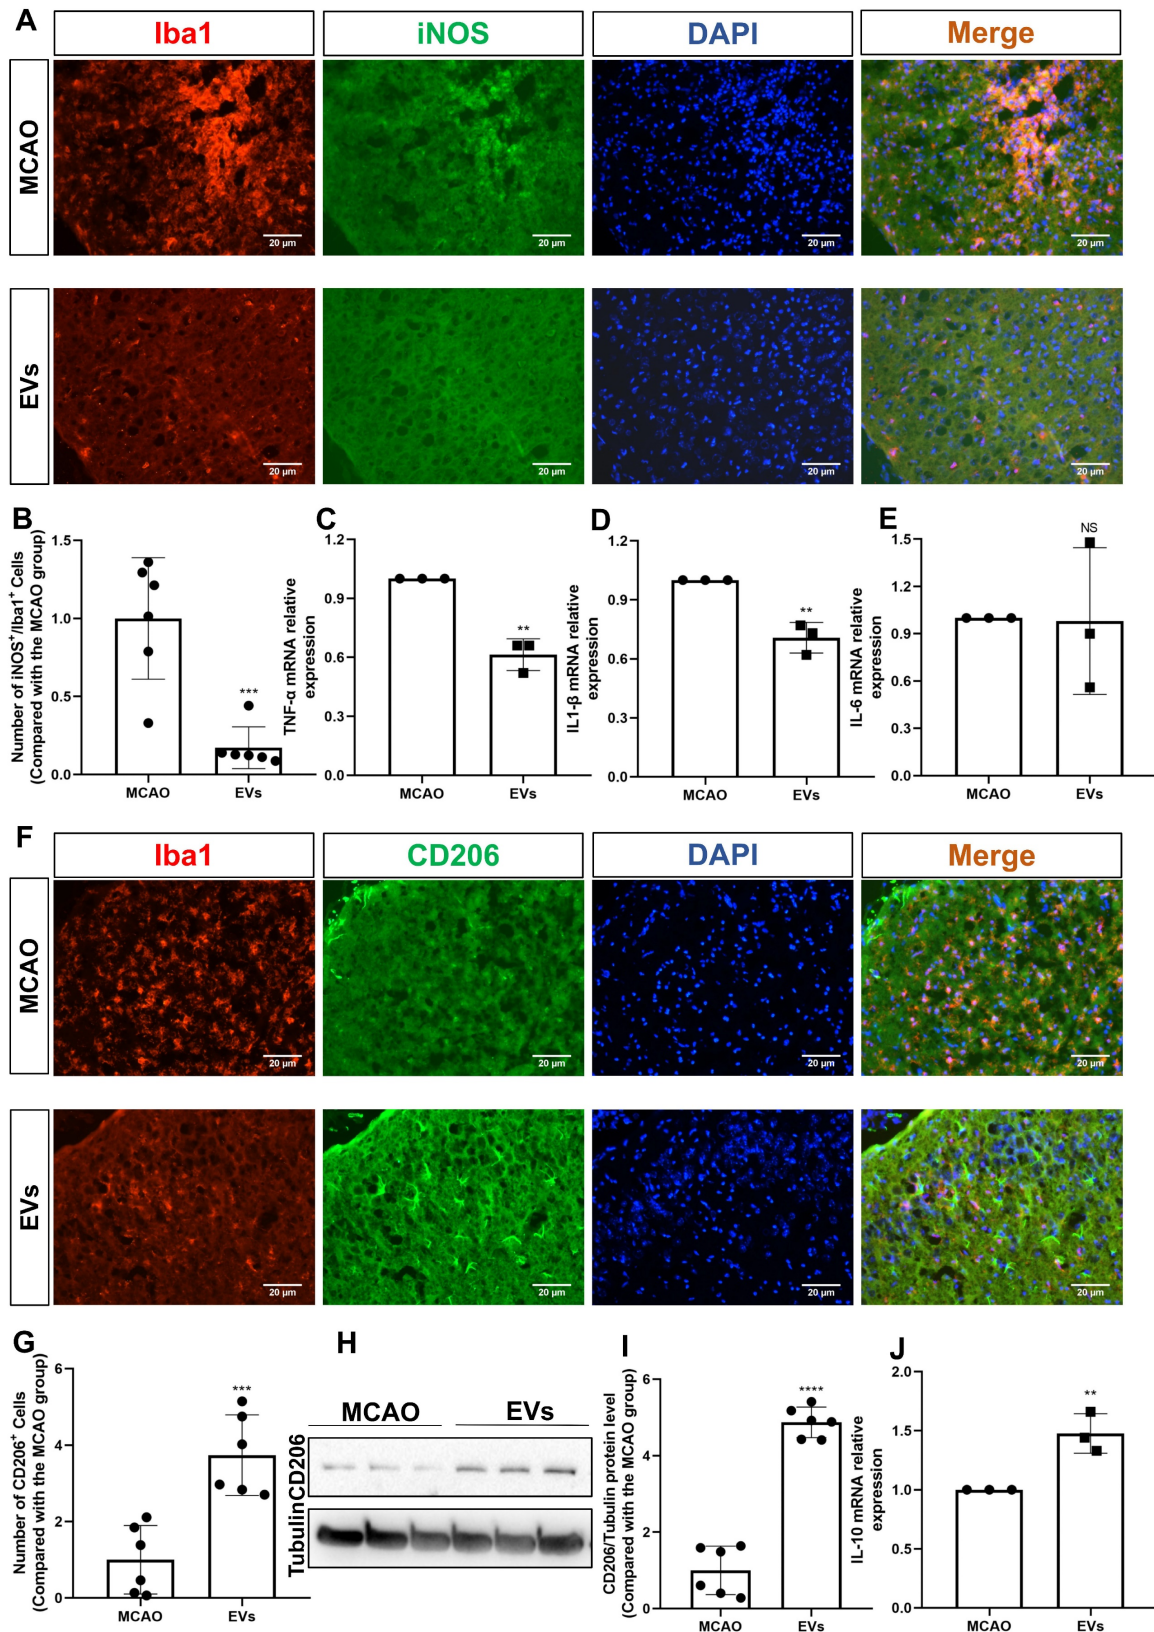 A
Iba1 iNOS DAPI Merge
MCAO
20 µm 20 µm 20 µm 20 µm
EVs
20 µm 20 µm 20 µm 20 µm
B
Number of iNOS⁺/Iba1⁺ Cells
(Compared with the MCAO group)
1.5
1.0
0.5
0.0
***
MCAO EVs
C
TNF-α mRNA relative
expression
1.2
0.9
0.6
0.3
0.0
**
MCAO EVs
D
IL1-β mRNA relative
expression
1.2
0.9
0.6
0.3
0.0
**
MCAO EVs
E
IL-6 mRNA relative
expression
1.5
1.2
0.9
0.6
0.3
0.0
NS
MCAO EVs
F
Iba1 CD206 DAPI Merge
MCAO
20 µm 20 µm 20 µm 20 µm
EVs
20 µm 20 µm 20 µm 20 µm
G
Number of CD206⁺ Cells
(Compared with the MCAO group)
6
4
2
0
***
MCAO EVs
H
MCAO EVs
CD206
Tubulin
I
CD206/Tubulin protein level
(Compared with the MCAO group)
6
4
2
0
****
MCAO EVs
J
IL-10 mRNA relative
expression
2.0
1.5
1.0
0.5
0.0
**
MCAO EVs